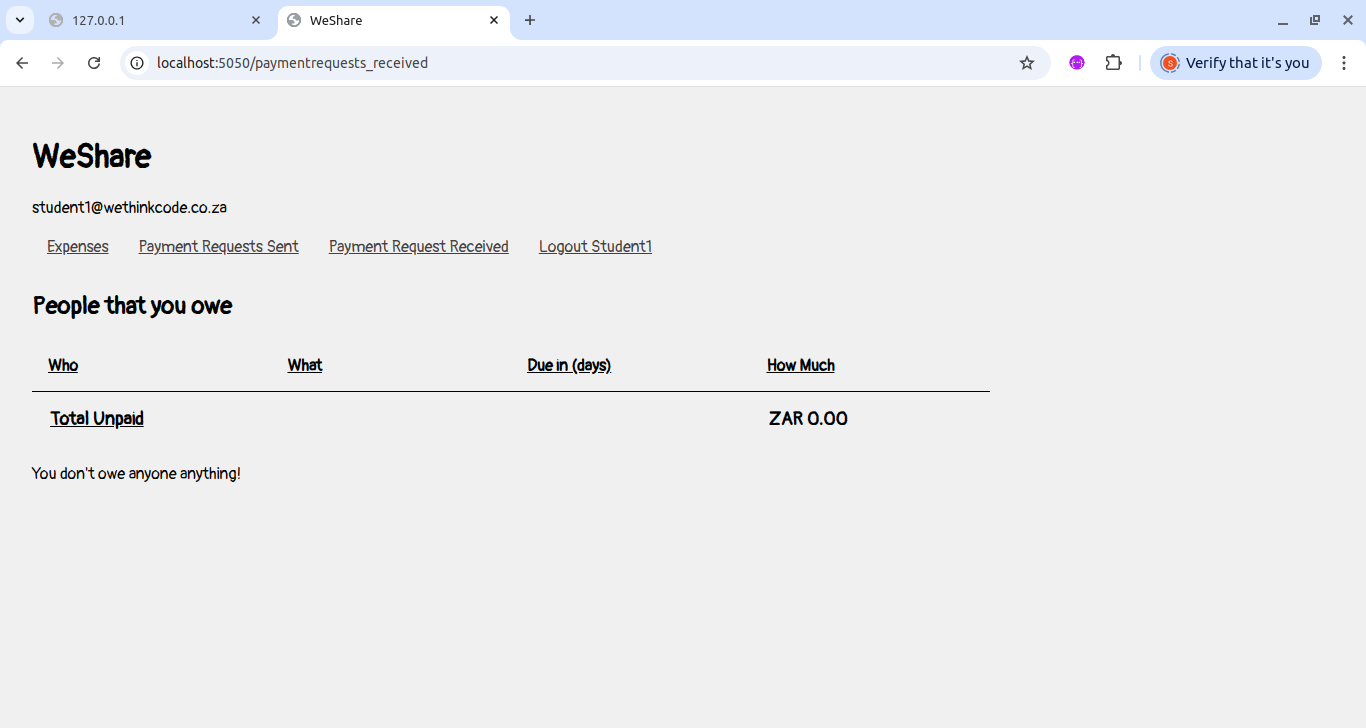 127.0.0.1 WeShare
localhost:5050/paymentrequests_received Verify that it's you
WeShare
student1@wethinkcode.co.za
Expenses Payment Requests Sent Payment Request Received Logout Student1
People that you owe
Who What Due in (days) How Much
Total Unpaid ZAR 0.00
You don't owe anyone anything!